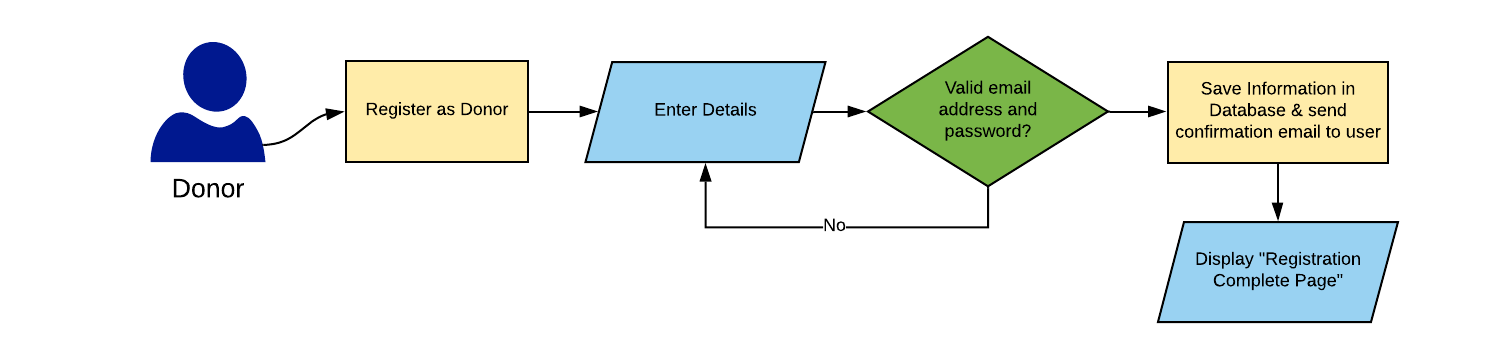 Donor
Register as Donor
Enter Details
Valid email
address and
password?
No
Save Information in
Database & send
confirmation email to user
Display "Registration
Complete Page"